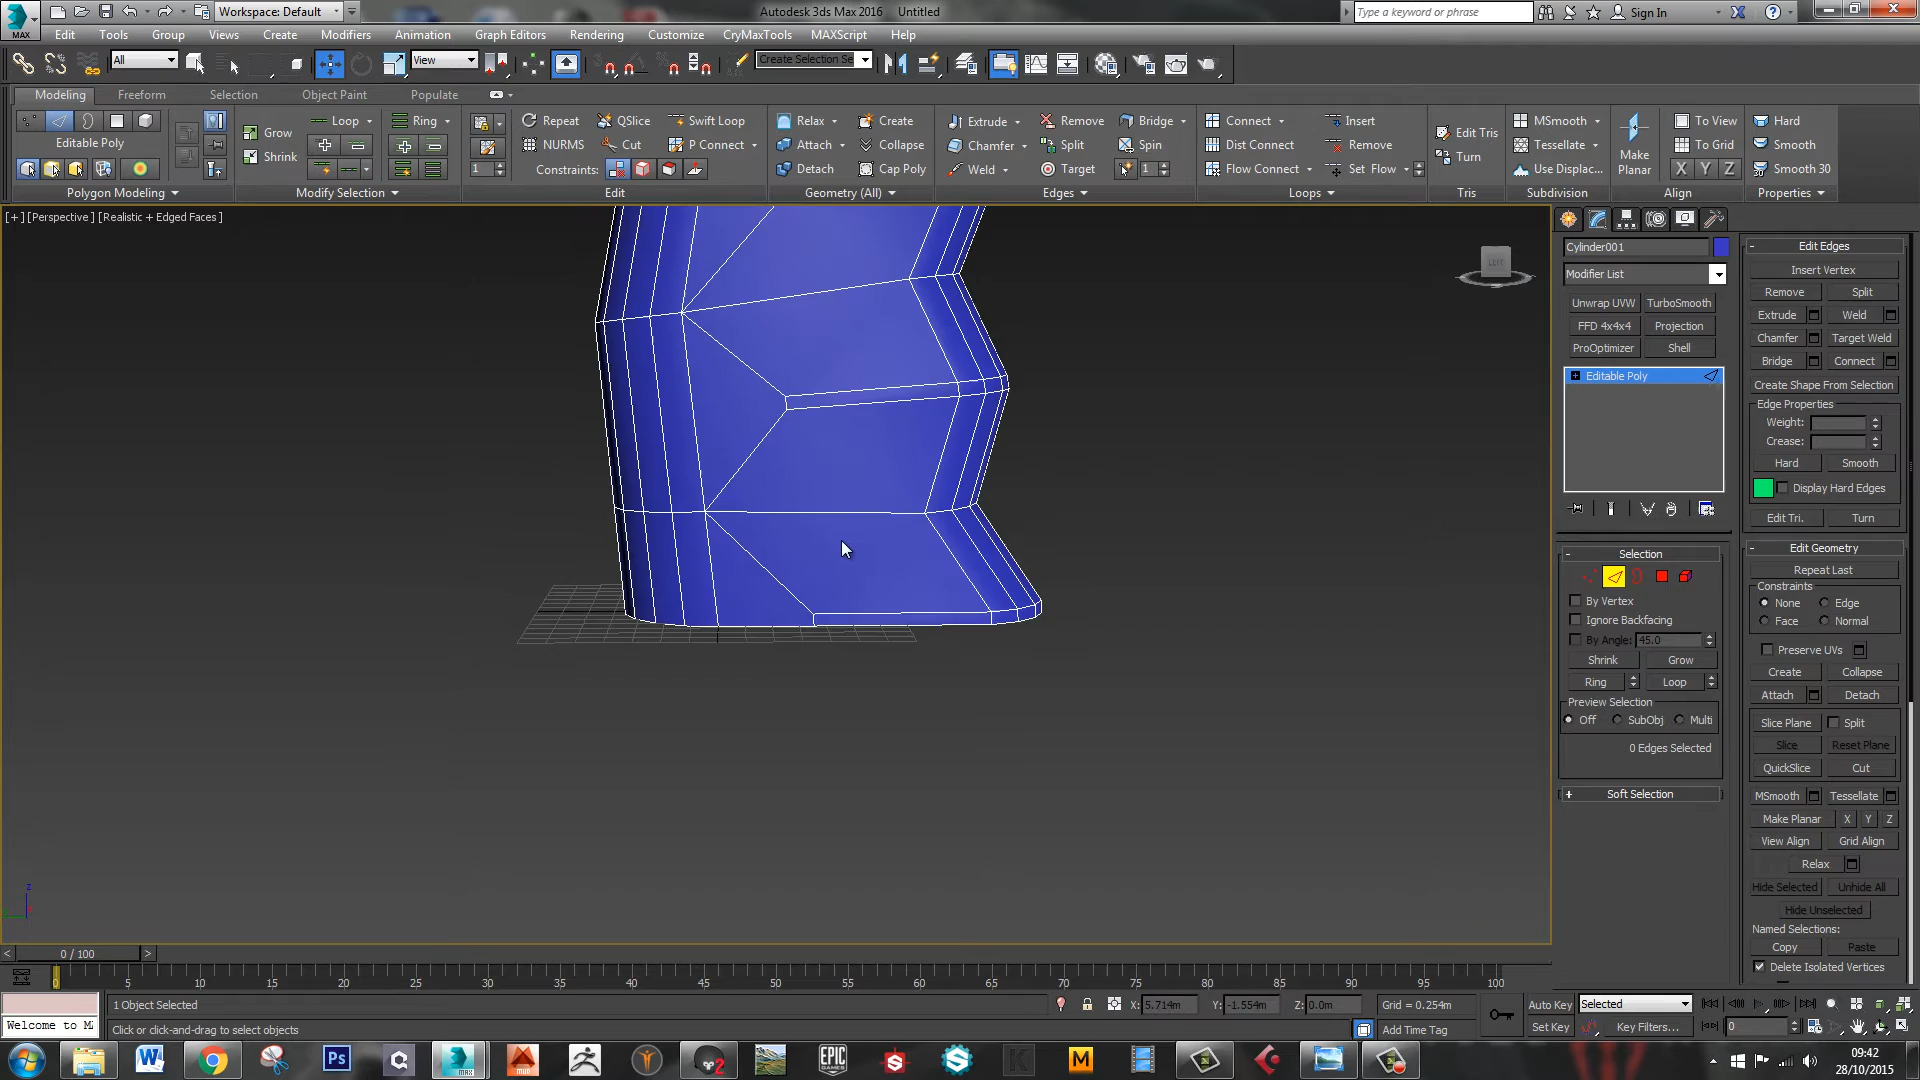 MAX
Workspace: Default
Autodesk 3ds Max 2016 Untitled
Type a keyword or phrase
Sign In
Edit Tools Group Views Create Modifiers Animation Graph Editors Rendering Customize CryMaxTools MAXScript Help
All
View
Create Selection Se
Modeling Freeform Selection Object Paint Populate
Loop Ring Repeat QSlice Swift Loop Relax Create Extrude Remove Bridge Connect Insert MSmooth To View Hard
Editable Poly Grow NURMS Cut P Connect Attach Collapse Chamfer Split Spin Dist Connect Remove Edit Tris Tessellate Make Planar To Grid Smooth
Shrink 1 Constraints: Detach Cap Poly Weld Target 1 Flow Connect Set Flow Turn Use Displac... X Y Z Smooth 30
Polygon Modeling Modify Selection Edit Geometry (All) Edges Loops Tris Subdivision Align Properties
[+] [Perspective] [Realistic + Edged Faces]
LEFT
z
Cylinder001
Modifier List
Unwrap UVW TurboSmooth
FFD 4x4x4 Projection
ProOptimizer Shell
Editable Poly
- Selection
By Vertex
Ignore Backfacing
By Angle: 45.0
Shrink Grow
Ring Loop
Preview Selection
Off SubObj Multi
0 Edges Selected
+ Soft Selection
- Edit Edges
Insert Vertex
Remove Split
Extrude Weld
Chamfer Target Weld
Bridge Connect
Create Shape From Selection
Edge Properties
Weight:
Crease:
Hard Smooth
Display Hard Edges
Edit Tri. Turn
- Edit Geometry
Repeat Last
Constraints
None Edge
Face Normal
Preserve UVs
Create Collapse
Attach Detach
Slice Plane Split
Slice Reset Plane
QuickSlice Cut
MSmooth Tessellate
Make Planar X Y Z
View Align Grid Align
Relax
Hide Selected Unhide All
Hide Unselected
Named Selections:
Copy Paste
Delete Isolated Vertices
< 0 / 100 >
0 5 10 15 20 25 30 35 40 45 50 55 60 65 70 75 80 85 90 95 100
1 Object Selected X: 5.714m Y: -1.554m Z: 0.0m Grid = 0.254m Auto Key Selected
Welcome to M Click or click-and-drag to select objects Add Time Tag Set Key Key Filters... 0
W Ps MAX MUD 2 EPIC GAMES S S K M
09:42
28/10/2015